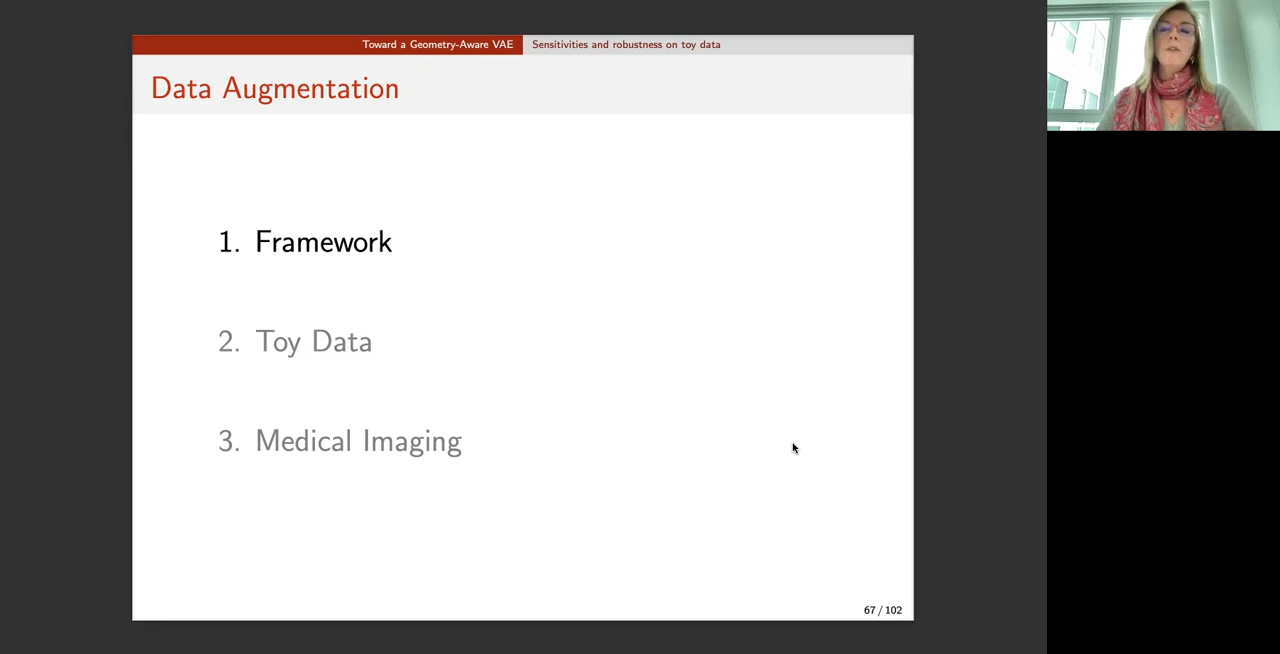 Toward a Geometry-Aware VAE Sensitivities and robustness on toy data
Data Augmentation
1. Framework
2. Toy Data
3. Medical Imaging
67 / 102